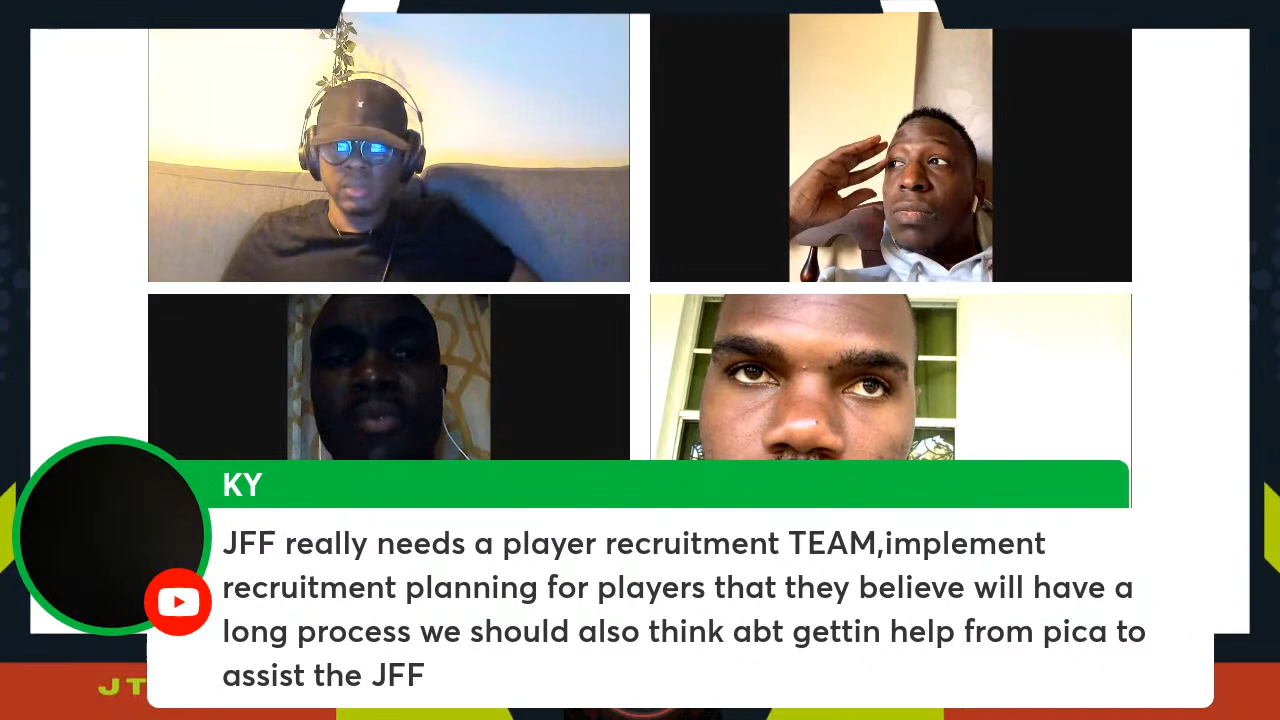 KY
JFF really needs a player recruitment TEAM,implement
recruitment planning for players that they believe will have a
long process we should also think abt gettin help from pica to
assist the JFF
JT